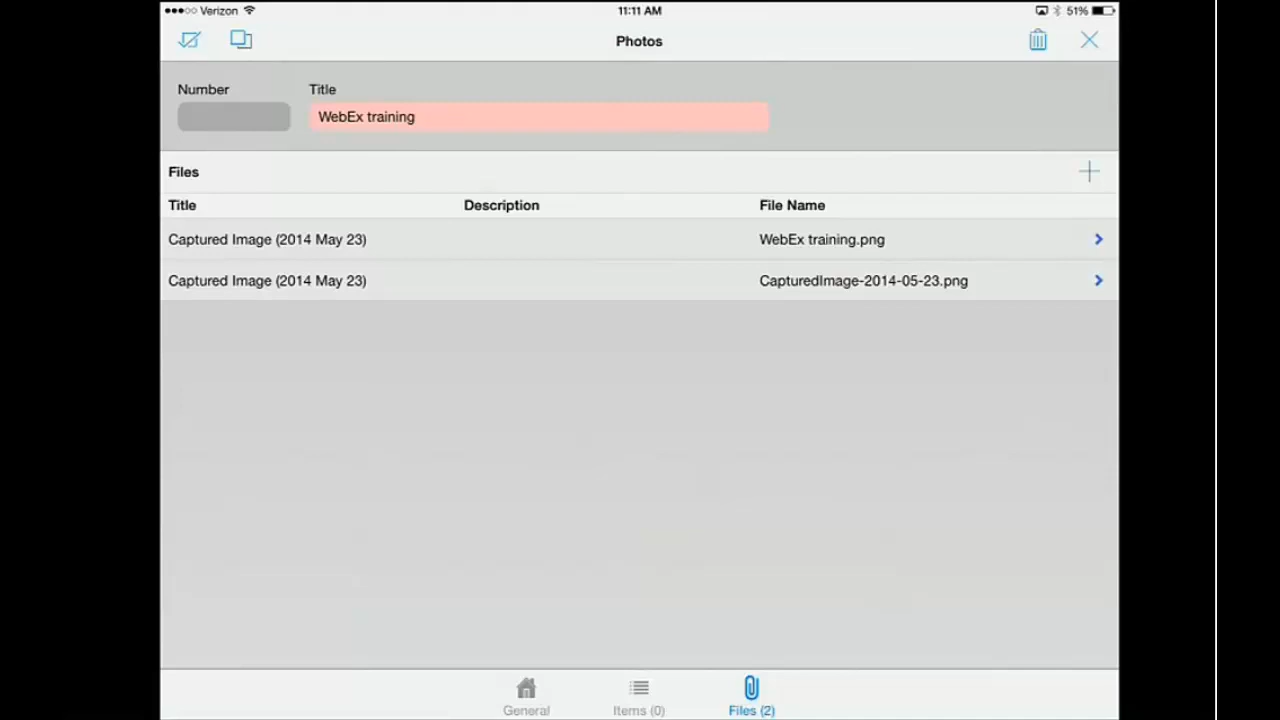 Verizon 11:11 AM 51%
Photos
Number Title
WebEx training
Files
Title Description File Name
Captured Image (2014 May 23) WebEx training.png
Captured Image (2014 May 23) CapturedImage-2014-05-23.png
General Items (0) Files (2)